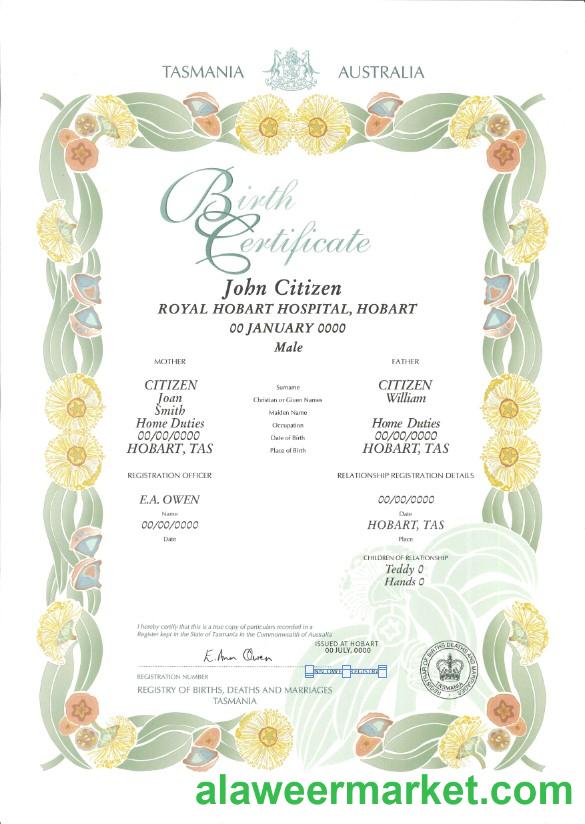 TASMANIA AUSTRALIA
Birth
Certificate
John Citizen
ROYAL HOBART HOSPITAL, HOBART
00 JANUARY 0000
Male
MOTHER FATHER
CITIZEN Surname CITIZEN
Joan Christian or Given Names William
Smith Maiden Name
Home Duties Occupation Home Duties
00/00/0000 Date of Birth 00/00/0000
HOBART, TAS Place of Birth HOBART, TAS
REGISTRATION OFFICER RELATIONSHIP REGISTRATION DETAILS
E.A. OWEN 00/00/0000
Name Date
00/00/0000 HOBART, TAS
Date Place
CHILDREN OF RELATIONSHIP
Teddy 0
Hands 0
I hereby certify that this is a true copy of particulars recorded in a
Register kept in the State of Tasmania in the Commonwealth of Australia
ISSUED AT HOBART
00 JULY, 0000
E. Ann Owen
REGISTRATION NUMBER
REGISTRY OF BIRTHS, DEATHS AND MARRIAGES
TASMANIA
REGISTRAR OF BIRTHS DEATHS AND MARRIAGES
TASMANIA
alaweermarket.com